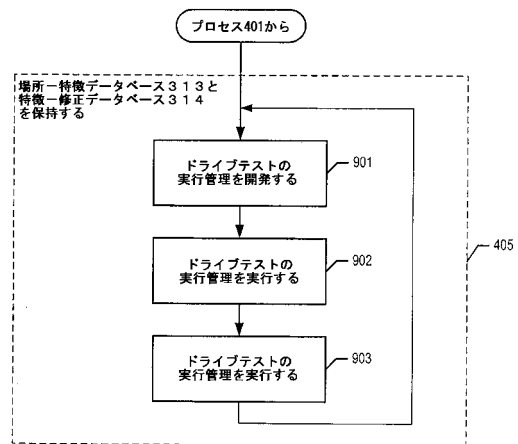 プロセス401から
場所－特徴データベース３１３と
特徴－修正データベース３１４
を保持する
ドライブテストの
実行管理を開発する
901
ドライブテストの
実行管理を実行する
902
405
ドライブテストの
実行管理を実行する
903